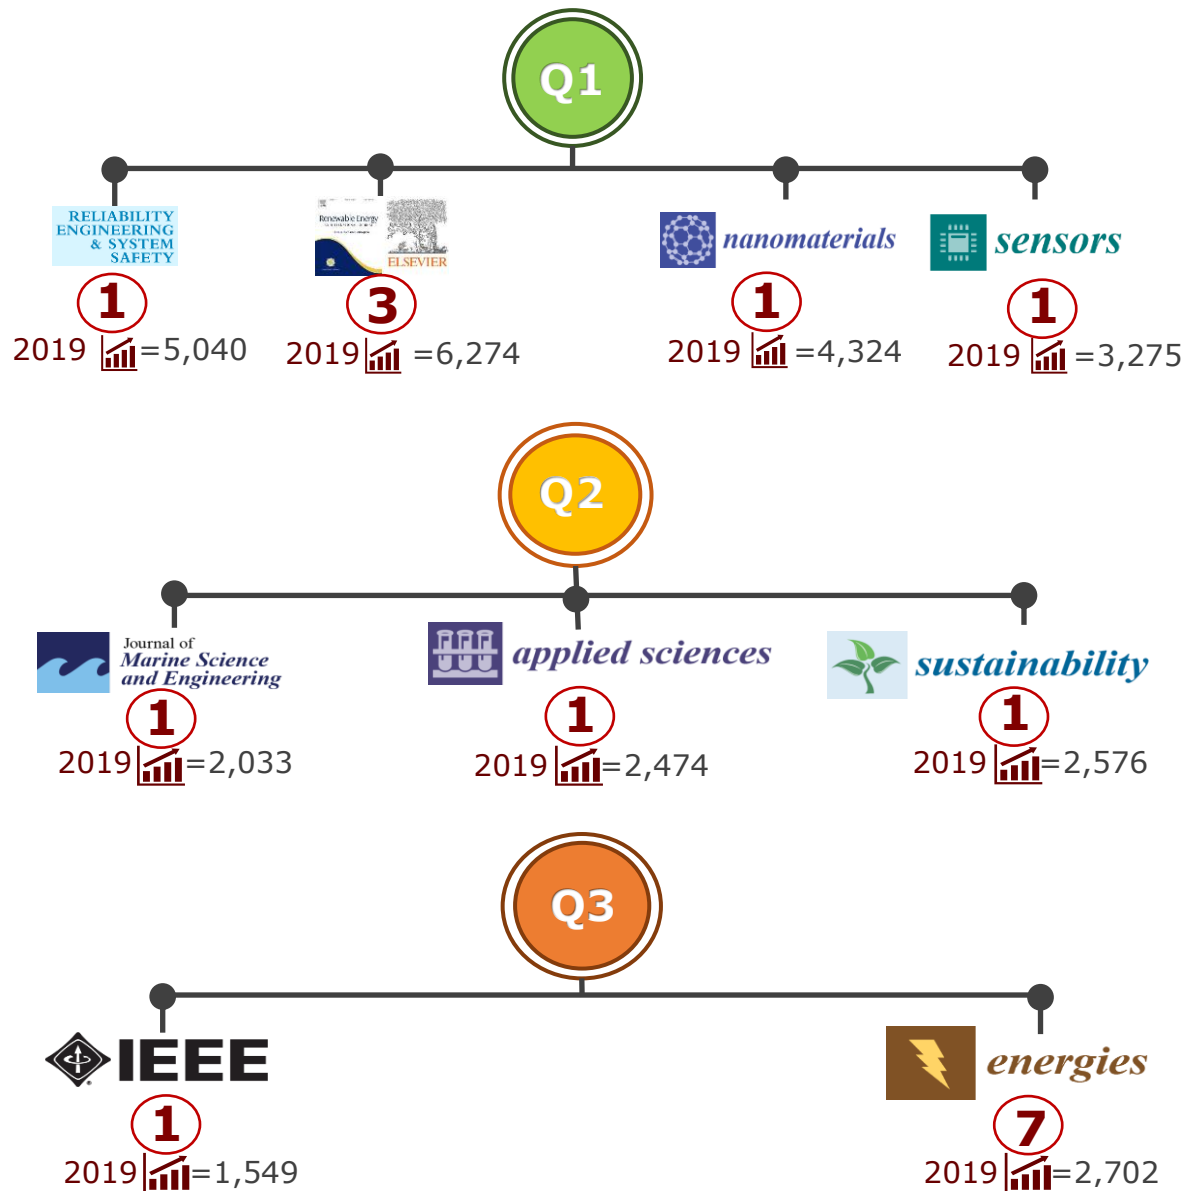 Q1
RELIABILITY
ENGINEERING
& SYSTEM
SAFETY
Renewable Energy
ELSEVIER
nanomaterials
sensors
1
3
1
1
2019 =5,040
2019 =6,274
2019 =4,324
2019 =3,275
Q2
Journal of
Marine Science
and Engineering
applied sciences
sustainability
1
1
1
2019 =2,033
2019 =2,474
2019 =2,576
Q3
IEEE
energies
1
7
2019 =1,549
2019 =2,702